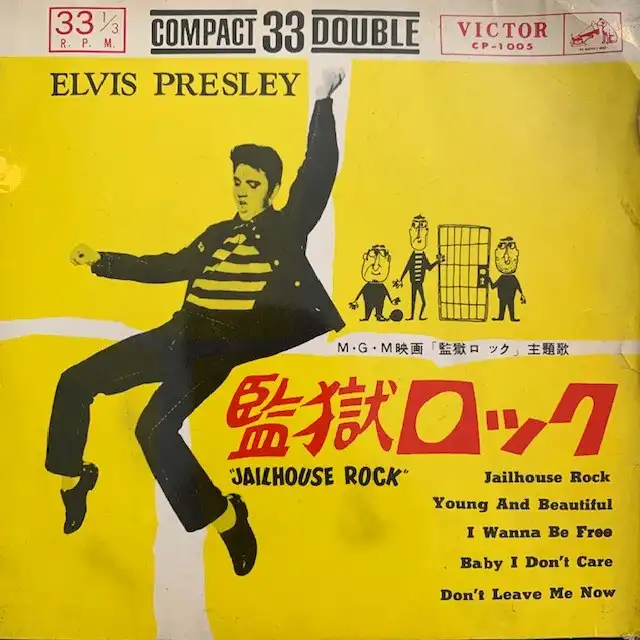 33 1/3
R. P. M.
COMPACT 33 DOUBLE
VICTOR
CP-1005
ELVIS PRESLEY
M・G・M映画「監獄ロック」主題歌
監獄ロック
"JAILHOUSE ROCK"
Jailhouse Rock
Young And Beautiful
I Wanna Be Free
Baby I Don't Care
Don't Leave Me Now